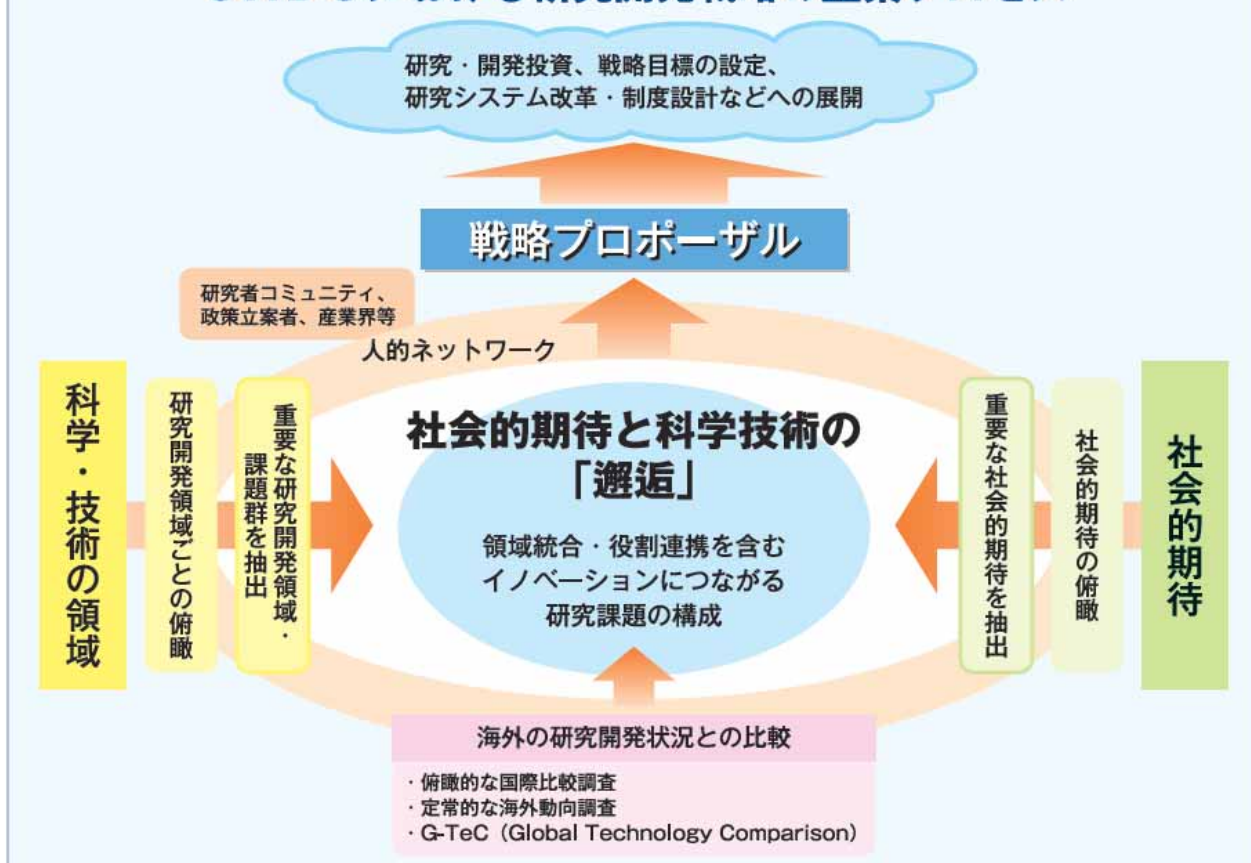 研究・開発投資、戦略目標の設定、
研究システム改革・制度設計などへの展開
戦略プロポーザル
研究者コミュニティ、
政策立案者、産業界等
人的ネットワーク
科学・技術の領域
研究開発領域ごとの俯瞰
重要な研究開発領域・
課題群を抽出
社会的期待と科学技術の
「邂逅」
領域統合・役割連携を含む
イノベーションにつながる
研究課題の構成
重要な社会的期待を抽出
社会的期待の俯瞰
社会的期待
海外の研究開発状況との比較
・俯瞰的な国際比較調査
・定常的な海外動向調査
・G-TeC（Global Technology Comparison）